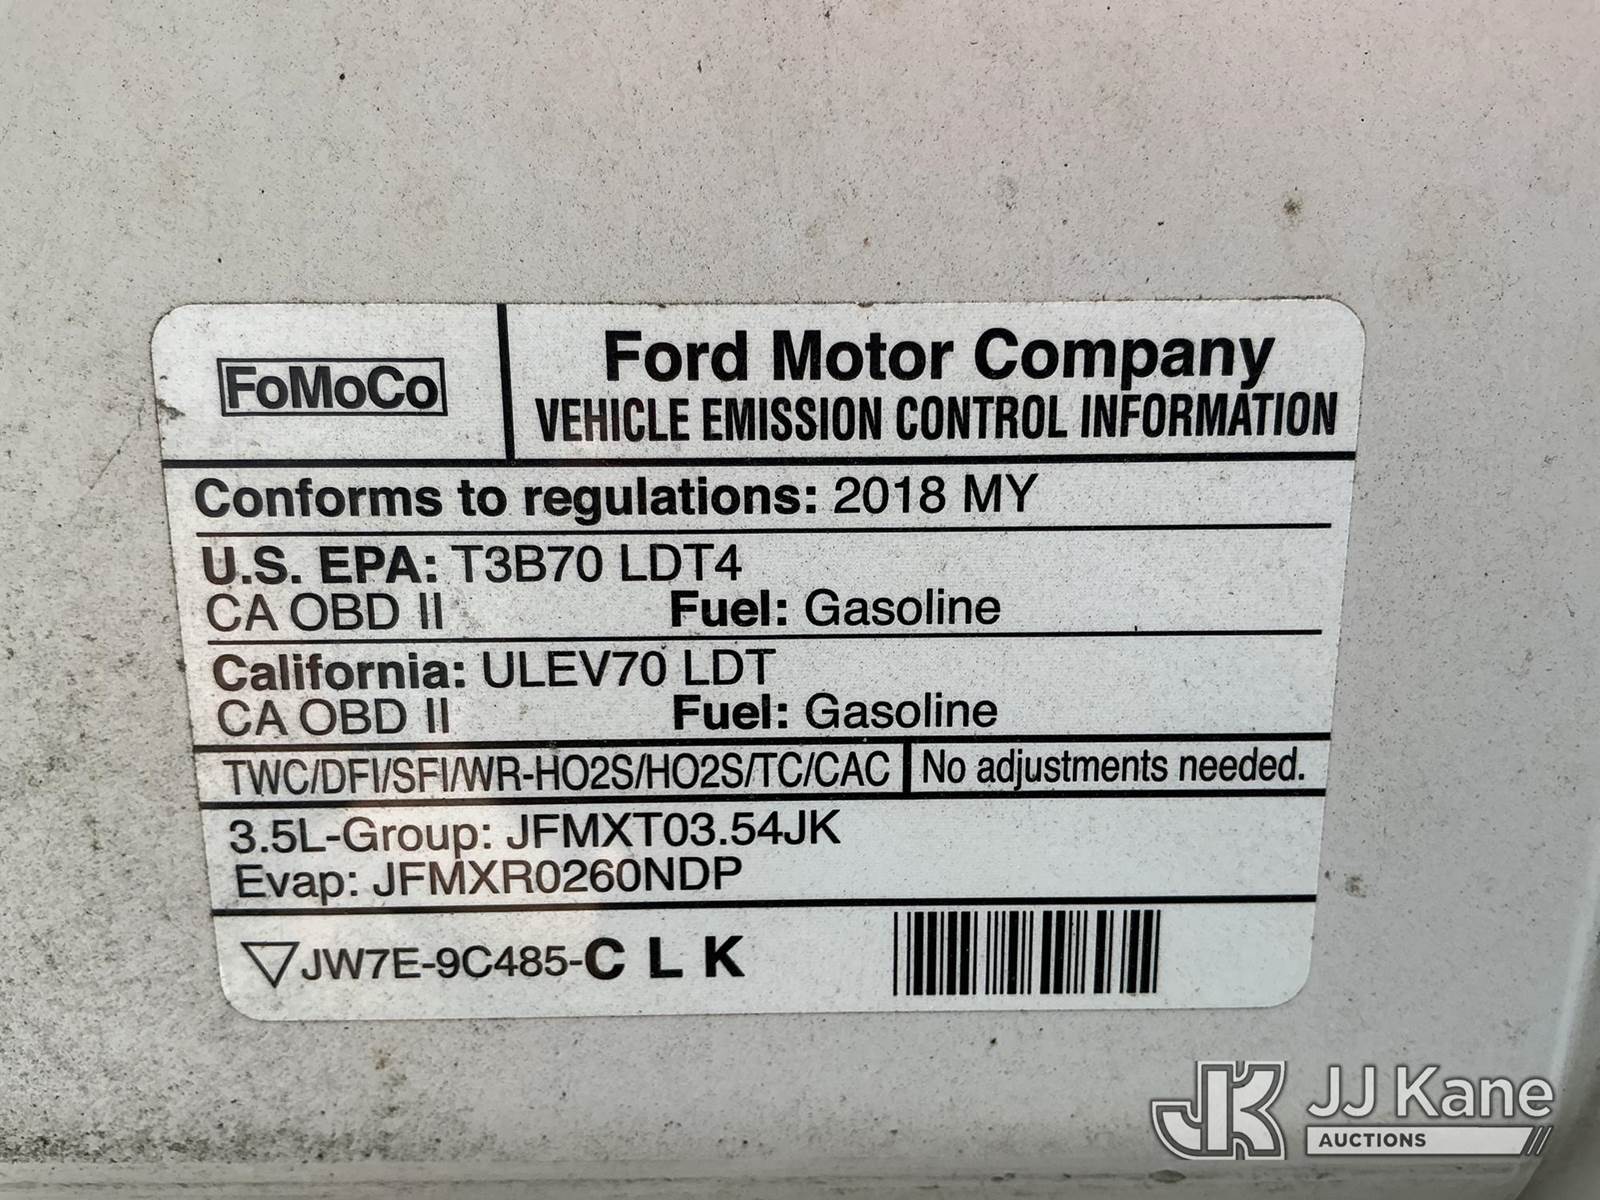 FoMoCo
Ford Motor Company
VEHICLE EMISSION CONTROL INFORMATION
Conforms to regulations: 2018 MY
U.S. EPA: T3B70 LDT4
CA OBD II Fuel: Gasoline
California: ULEV70 LDT
CA OBD II Fuel: Gasoline
TWC/DFI/SFI/WR-HO2S/HO2S/TC/CAC No adjustments needed.
3.5L-Group: JFMXT03.54JK
Evap: JFMXR0260NDP
JW7E-9C485-C L K
JK JJ Kane
AUCTIONS